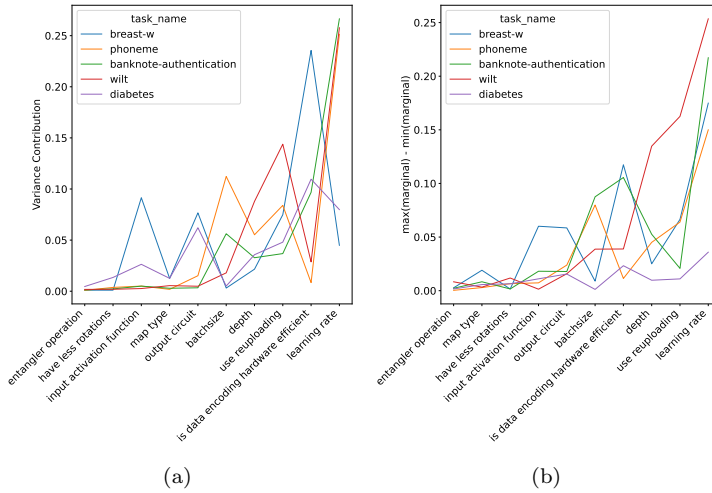 task_name
breast-w
phoneme
banknote-authentication
wilt
diabetes
0.25
0.20
0.15
0.10
0.05
0.00
Variance Contribution
entangler operation
have less rotations
input activation function
map type
output circuit
batchsize
depth
use reuploading
is data encoding hardware efficient
learning rate
(a)
task_name
breast-w
phoneme
banknote-authentication
wilt
diabetes
0.25
0.20
0.15
0.10
0.05
0.00
max(marginal) - min(marginal)
entangler operation
map type
have less rotations
input activation function
output circuit
batchsize
is data encoding hardware efficient
depth
use reuploading
learning rate
(b)